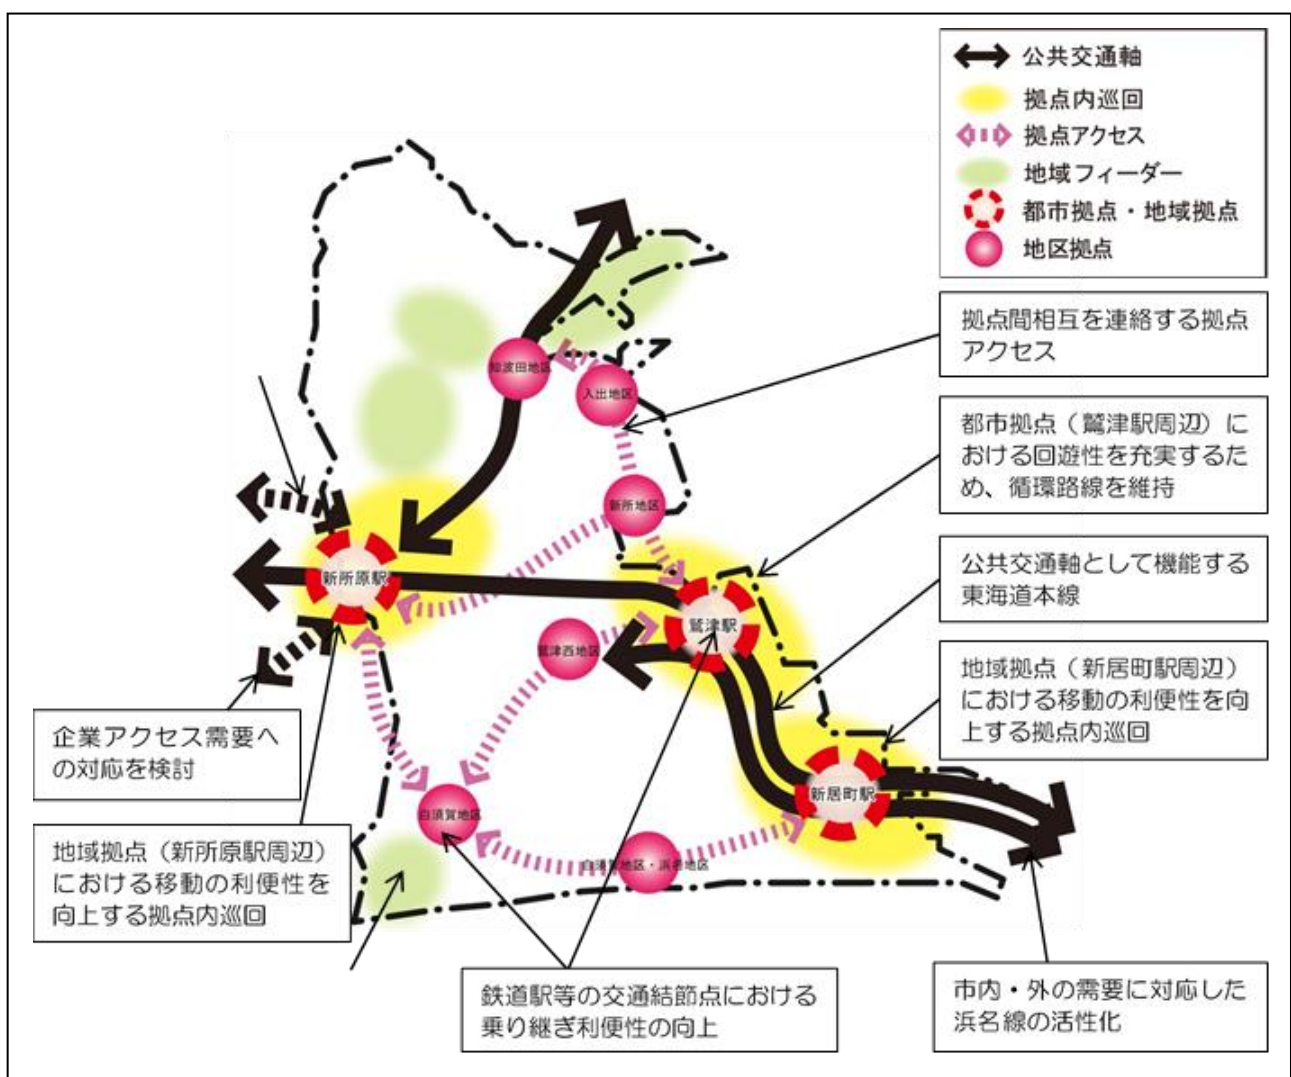 公共交通軸
拠点内巡回
拠点アクセス
地域フィーダー
都市拠点・地域拠点
地区拠点
拠点間相互を連絡する拠点
アクセス
都市拠点（鷲津駅周辺）に
おける回遊性を充実するた
め、循環路線を維持
公共交通軸として機能する
東海道本線
地域拠点（新居町駅周辺）
における移動の利便性を向
上する拠点内巡回
知波田地区
入出地区
新所地区
新所原駅
鷲津駅
鷲津西地区
新居町駅
白須賀地区
白須賀地区・浜名地区
企業アクセス需要へ
の対応を検討
地域拠点（新所原駅周辺）
における移動の利便性を
向上する拠点内巡回
鉄道駅等の交通結節点における
乗り継ぎ利便性の向上
市内・外の需要に対応した
浜名線の活性化